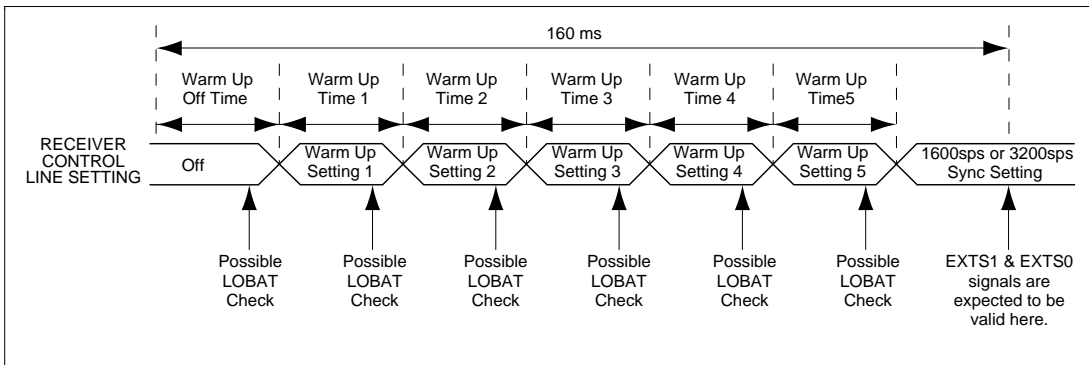 160 ms
Warm Up
Off Time
Warm Up
Time 1
Warm Up
Time 2
Warm Up
Time 3
Warm Up
Time 4
Warm Up
Time5
RECEIVER
CONTROL
LINE SETTING
Off
Warm Up
Setting 1
Warm Up
Setting 2
Warm Up
Setting 3
Warm Up
Setting 4
Warm Up
Setting 5
1600sps or 3200sps
Sync Setting
Possible
LOBAT
Check
Possible
LOBAT
Check
Possible
LOBAT
Check
Possible
LOBAT
Check
Possible
LOBAT
Check
Possible
LOBAT
Check
EXTS1 & EXTS0
signals are
expected to be
valid here.